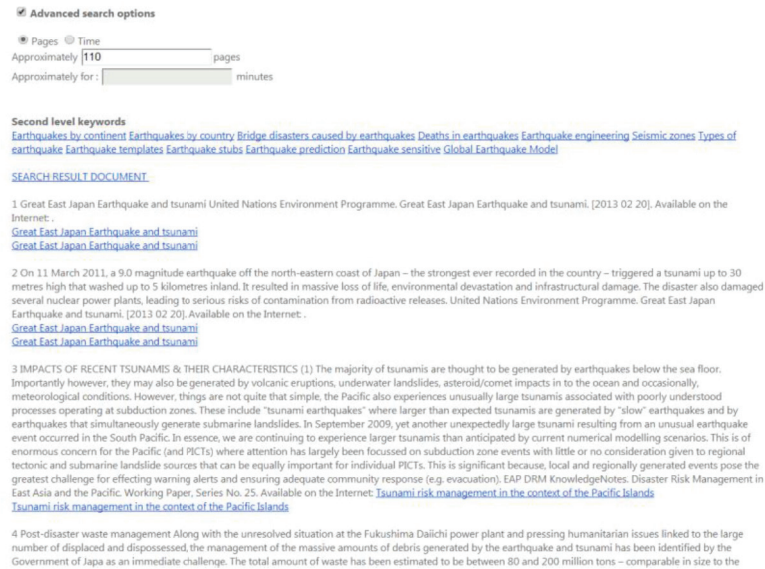 Advanced search options
Pages Time
Approximately 110 pages
Approximately for : minutes
Second level keywords
Earthquakes by continent Earthquakes by country Bridge disasters caused by earthquakes Deaths in earthquakes Earthquake engineering Seismic zones Types of
earthquake Earthquake templates Earthquake stubs Earthquake prediction Earthquake sensitive Global Earthquake Model
SEARCH RESULT DOCUMENT
1 Great East Japan Earthquake and tsunami United Nations Environment Programme. Great East Japan Earthquake and tsunami. [2013 02 20]. Available on the
Internet: .
Great East Japan Earthquake and tsunami
Great East Japan Earthquake and tsunami
2 On 11 March 2011, a 9.0 magnitude earthquake off the north-eastern coast of Japan – the strongest ever recorded in the country – triggered a tsunami up to 30
metres high that washed up to 5 kilometres inland. It resulted in massive loss of life, environmental devastation and infrastructural damage. The disaster also damaged
several nuclear power plants, leading to serious risks of contamination from radioactive releases. United Nations Environment Programme. Great East Japan
Earthquake and tsunami. [2013 02 20]. Available on the Internet: .
Great East Japan Earthquake and tsunami
Great East Japan Earthquake and tsunami
3 IMPACTS OF RECENT TSUNAMIS & THEIR CHARACTERISTICS (1) The majority of tsunamis are thought to be generated by earthquakes below the sea floor.
Importantly however, they may also be generated by volcanic eruptions, underwater landslides, asteroid/comet impacts in to the ocean and occasionally,
meteorological conditions. However, things are not quite that simple, the Pacific also experiences unusually large tsunamis associated with poorly understood
processes operating at subduction zones. These include "tsunami earthquakes" where larger than expected tsunamis are generated by "slow" earthquakes and by
earthquakes that simultaneously generate submarine landslides. In September 2009, yet another unexpectedly large tsunami resulting from an unusual earthquake
event occurred in the South Pacific. In essence, we are continuing to experience larger tsunamis than anticipated by current numerical modelling scenarios. This is of
enormous concern for the Pacific (and PICTs) where attention has largely been focussed on subduction zone events with little or no consideration given to regional
tectonic and submarine landslide sources that can be equally important for individual PICTs. This is significant because, local and regionally generated events pose the
greatest challenge for effecting warning alerts and ensuring adequate community response (e.g. evacuation). EAP DRM KnowledgeNotes. Disaster Risk Management in
East Asia and the Pacific. Working Paper, Series No. 25. Available on the Internet: Tsunami risk management in the context of the Pacific Islands
Tsunami risk management in the context of the Pacific Islands
4 Post-disaster waste management Along with the unresolved situation at the Fukushima Daiichi power plant and pressing humanitarian issues linked to the large
number of displaced and dispossessed, the management of the massive amounts of debris generated by the earthquake and tsunami has been identified by the
Government of Japa as an immediate challenge. The total amount of waste has been estimated to be between 80 and 200 million tons – comparable in size to the